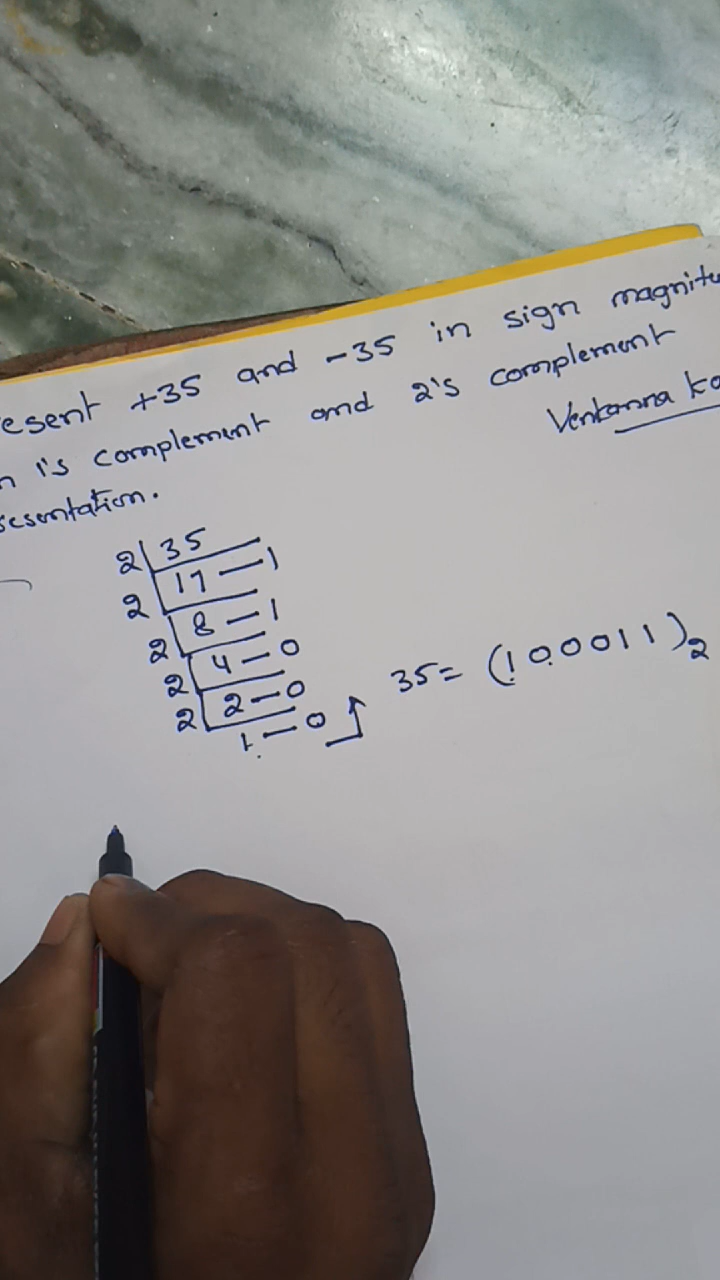 esent +35 and -35 in sign magnitu
n 1's complement and 2's complement
esentation.
Venkanna Ko
2 35
2 17 — 1
2 8 — 1
2 4 — 0
2 2 — 0
1 — 0
35= (100011)2